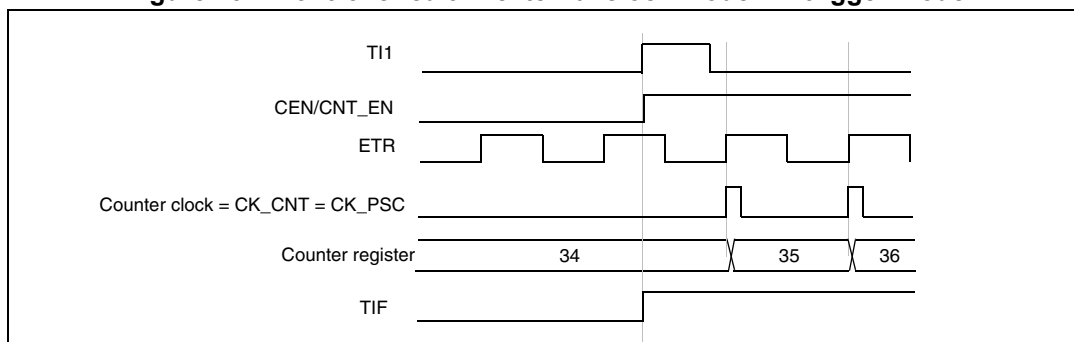 TI1
CEN/CNT_EN
ETR
Counter clock = CK_CNT = CK_PSC
Counter register
34
35
36
TIF